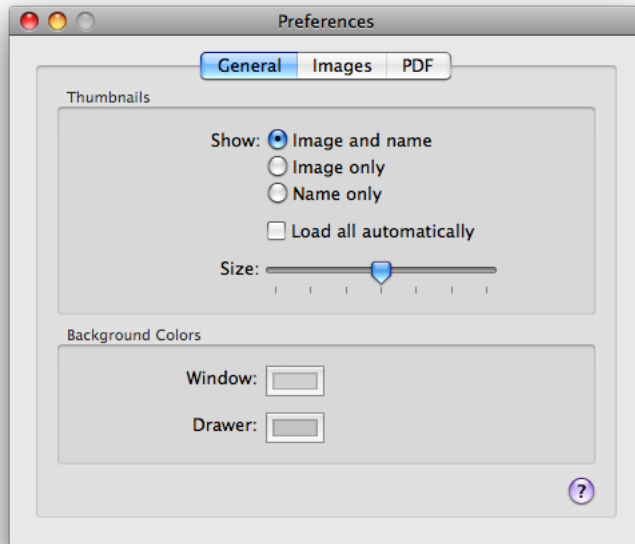 Preferences
General Images PDF
Thumbnails
Show: Image and name
Image only
Name only
Load all automatically
Size:
Background Colors
Window:
Drawer:
?